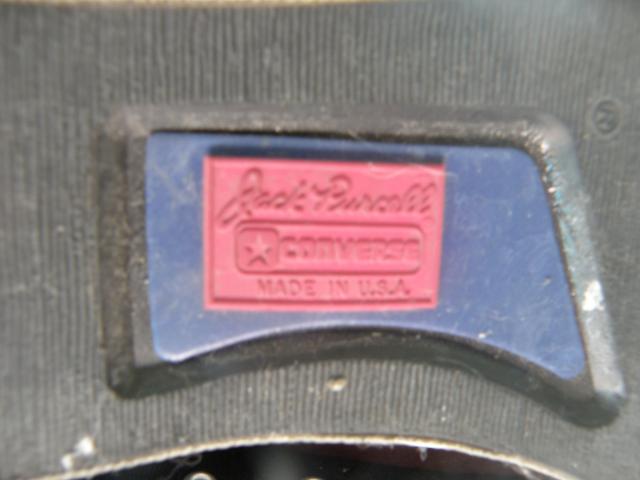 Jack Purcell
CONVERSE
MADE IN U.S.A.